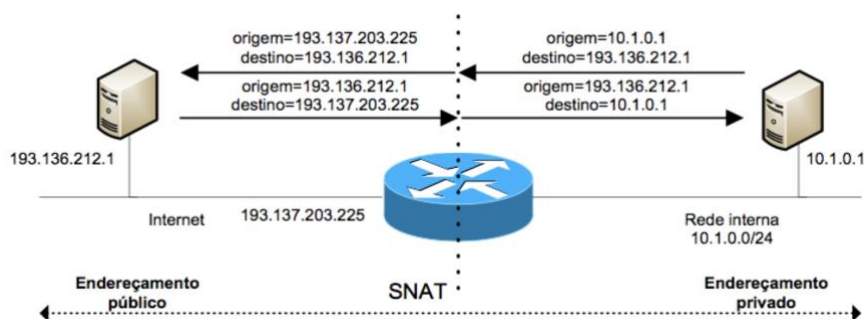 origem=193.137.203.225
destino=193.136.212.1
origem=10.1.0.1
destino=193.136.212.1
origem=193.136.212.1
destino=193.137.203.225
origem=193.136.212.1
destino=10.1.0.1
193.136.212.1
10.1.0.1
Internet
193.137.203.225
Rede interna
10.1.0.0/24
Endereçamento
público
SNAT
Endereçamento
privado